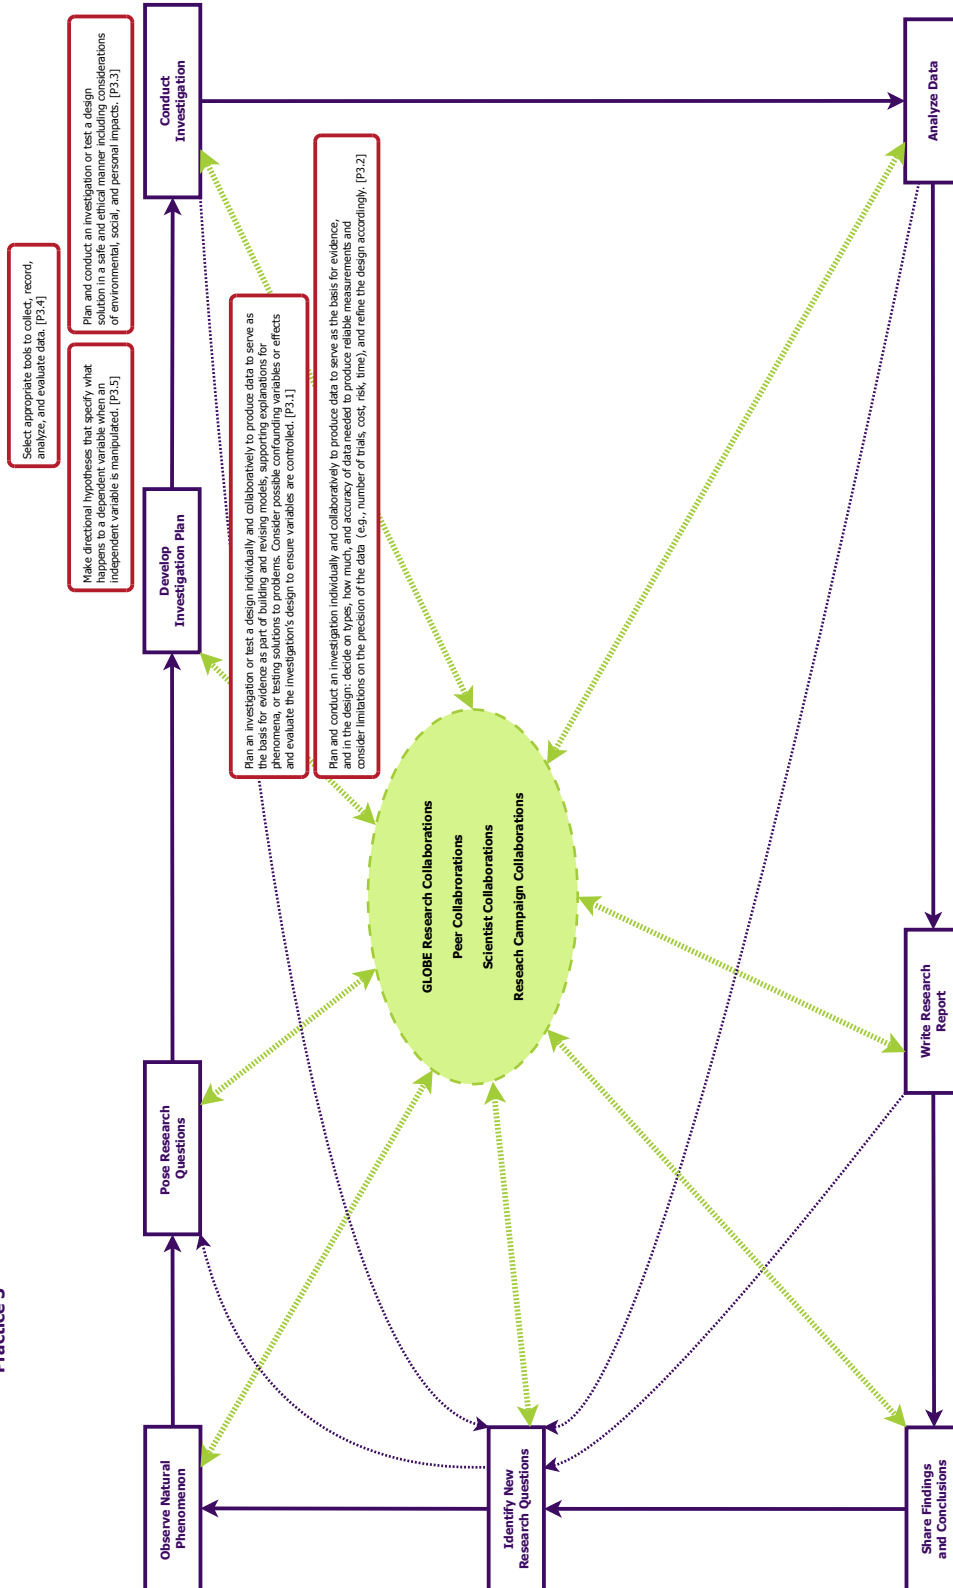 Practice 3
Select appropriate tools to collect, record,
analyze, and evaluate data. [P3.4]
Make directional hypotheses that specify what
happens to a dependent variable when an
independent variable is manipulated. [P3.5]
Plan and conduct an investigation or test a design
solution in a safe and ethical manner including considerations
of environmental, social, and personal impacts. [P3.3]
Observe Natural
Phenomenon
Pose Research
Questions
Develop
Investigation Plan
Conduct
Investigation
Plan an investigation or test a design individually and collaboratively to produce data to serve as
the basis for evidence as part of building and revising models, supporting explanations for
phenomena, or testing solutions to problems. Consider possible confounding variables or effects
and evaluate the investigation's design to ensure variables are controlled. [P3.1]
Plan and conduct an investigation individually and collaboratively to produce data to serve as the basis for evidence,
and in the design: decide on types, how much, and accuracy of data needed to produce reliable measurements and
consider limitations on the precision of the data (e.g., number of trials, cost, risk, time), and refine the design accordingly. [P3.2]
GLOBE Research Collaborations
Peer Collabrorations
Scientist Collaborations
Reseach Campaign Collaborations
Identify New
Research Questions
Share Findings
and Conclusions
Write Research
Report
Analyze Data